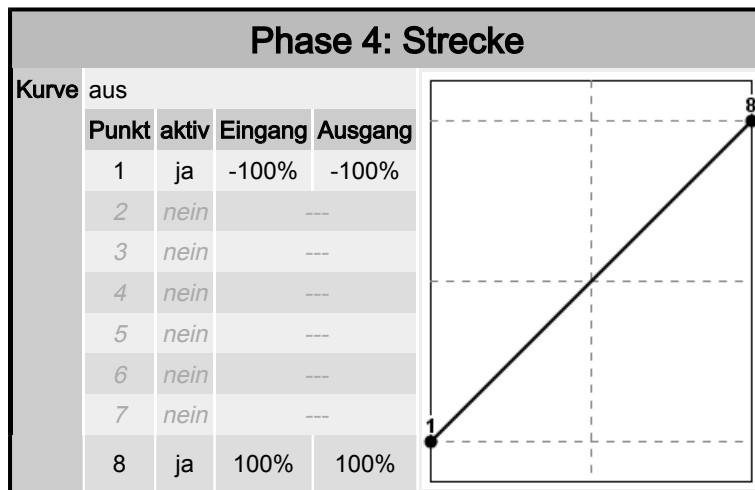 Phase 4: Strecke
Kurve aus
Punkt aktiv Eingang Ausgang
1 ja -100% -100%
2 nein ---
3 nein ---
4 nein ---
5 nein ---
6 nein ---
7 nein ---
8 ja 100% 100%
8
1